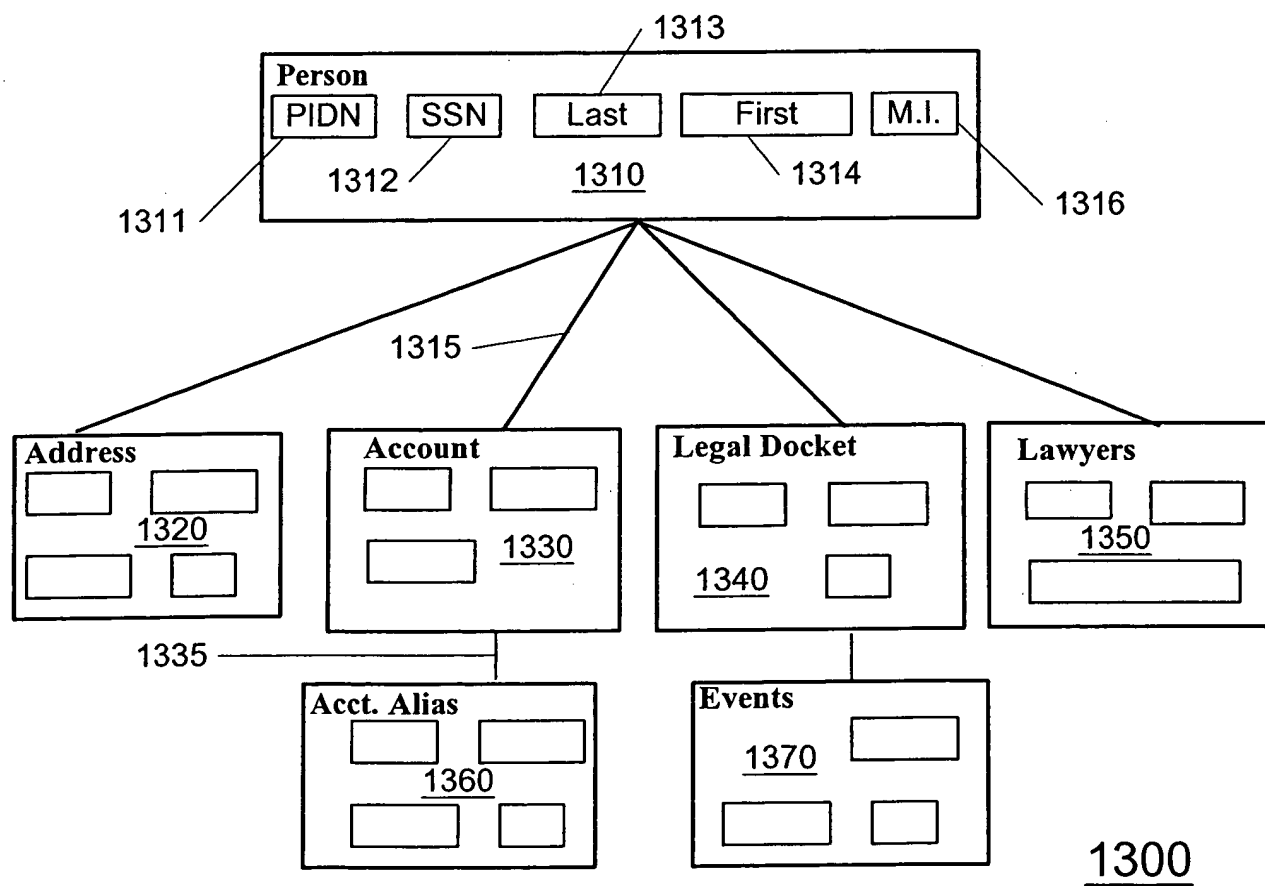 1313
Person
PIDN SSN Last First M.I.
1312 1310 1314 1316
1311
1315
Address Account Legal Docket Lawyers
1320 1330 1340 1350
1335
Acct. Alias Events
1360 1370
1300